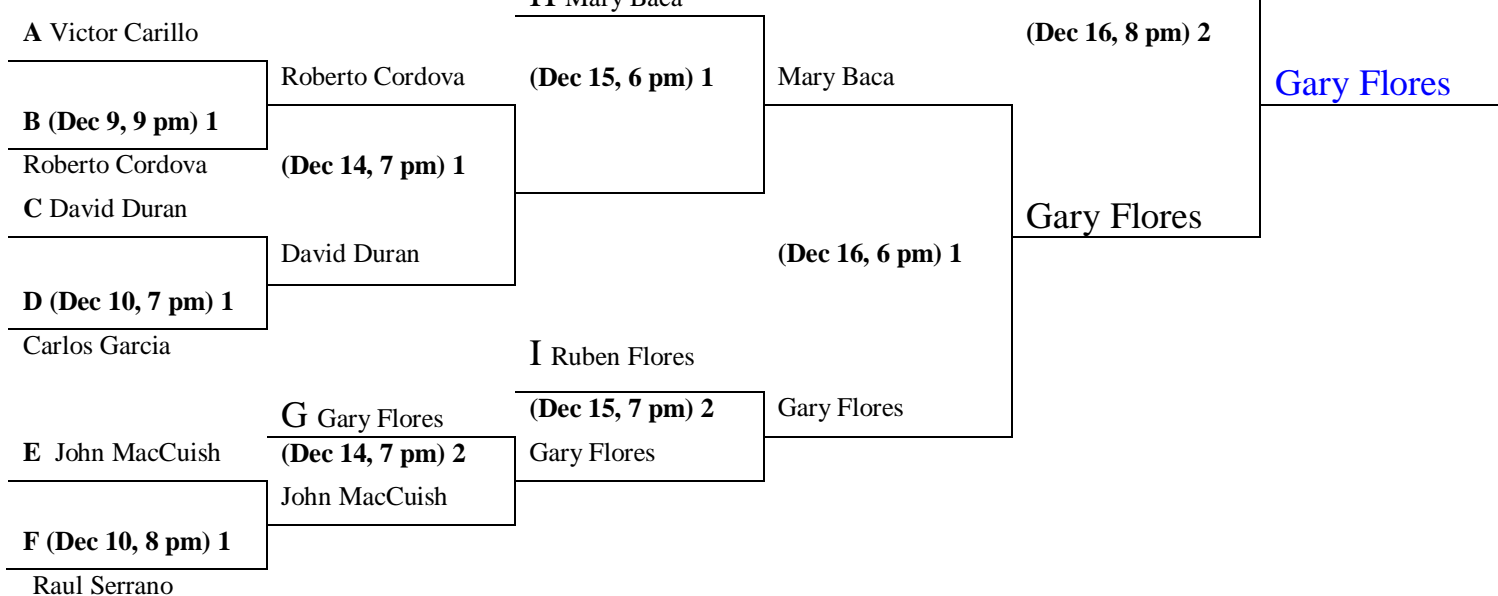 H Mary Baca
A Victor Carillo
(Dec 16, 8 pm) 2
Roberto Cordova
(Dec 15, 6 pm) 1
Mary Baca
Gary Flores
B (Dec 9, 9 pm) 1
Roberto Cordova
(Dec 14, 7 pm) 1
C David Duran
Gary Flores
David Duran
(Dec 16, 6 pm) 1
D (Dec 10, 7 pm) 1
Carlos Garcia
I Ruben Flores
G Gary Flores
(Dec 15, 7 pm) 2
Gary Flores
E John MacCuish
(Dec 14, 7 pm) 2
Gary Flores
John MacCuish
F (Dec 10, 8 pm) 1
Raul Serrano